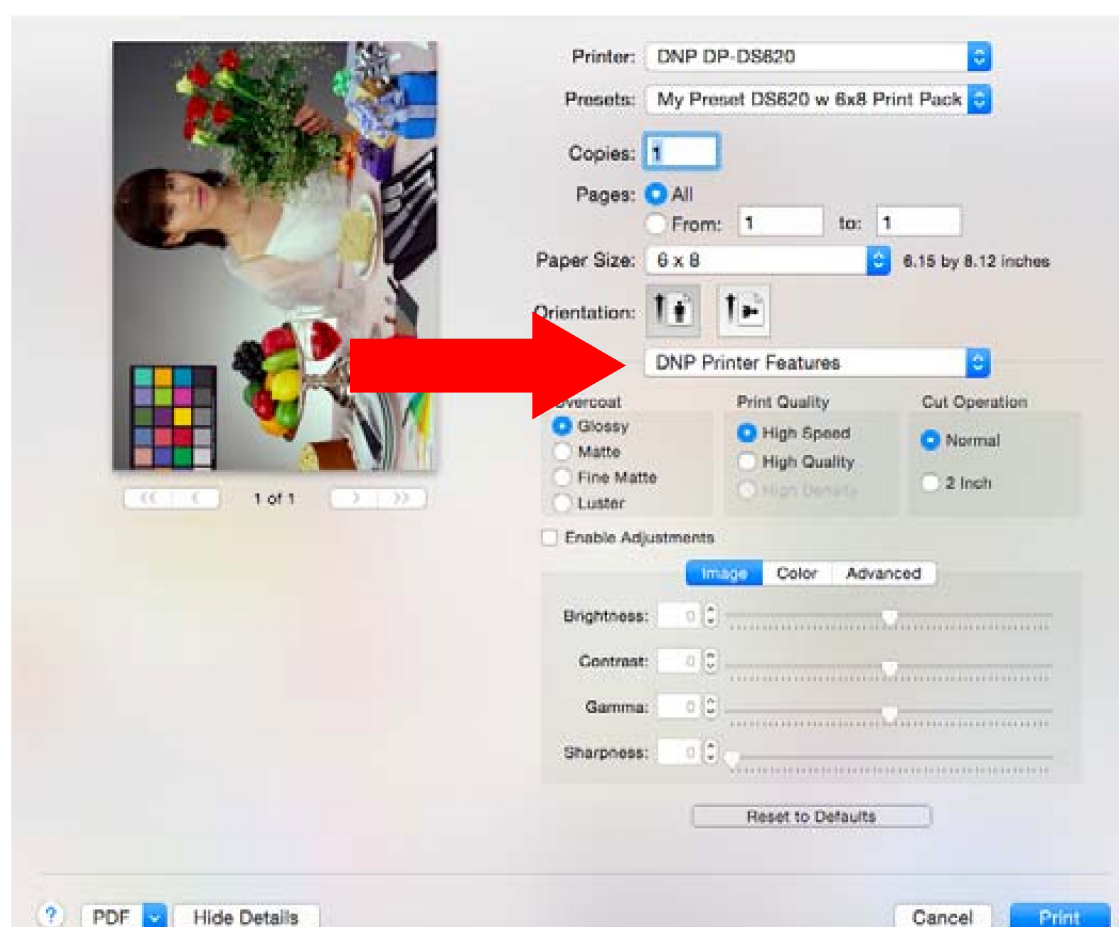 Printer: DNP DP-DS620
Presets: My Preset DS620 w 6x8 Print Pack
Copies: 1
Pages: All
From: 1 to: 1
Paper Size: 6 x 8 6.15 by 8.12 inches
Orientation:
DNP Printer Features
Overcoat Print Quality Cut Operation
Glossy High Speed Normal
Matte High Quality 2 Inch
Fine Matte High Density
Luster
1 of 1
Enable Adjustments
Image Color Advanced
Brightness: 0
Contrast: 0
Gamma: 0
Sharpness: 0
Reset to Defaults
? PDF Hide Details Cancel Print